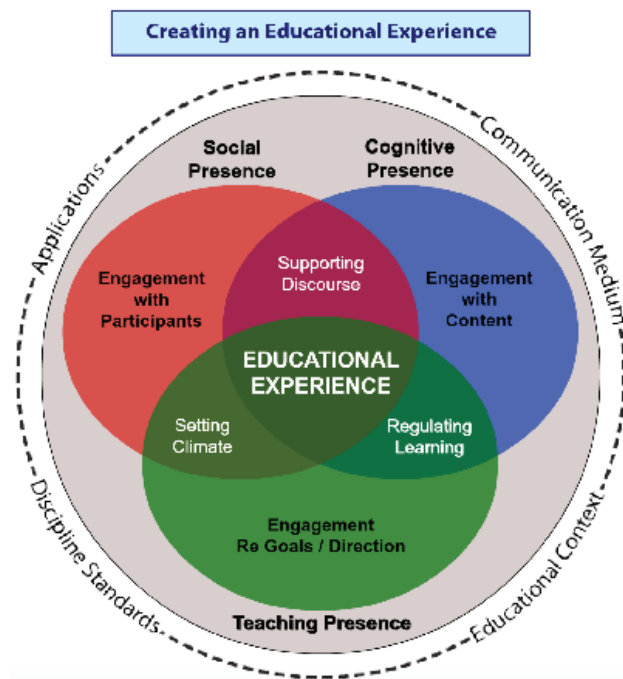 Creating an Educational Experience
Social
Presence
Cognitive
Presence
Applications
Communication Medium
Engagement
with
Participants
Supporting
Discourse
Engagement
with
Content
EDUCATIONAL
EXPERIENCE
Setting
Climate
Regulating
Learning
Engagement
Re Goals / Direction
Teaching Presence
Discipline Standards
Educational Context